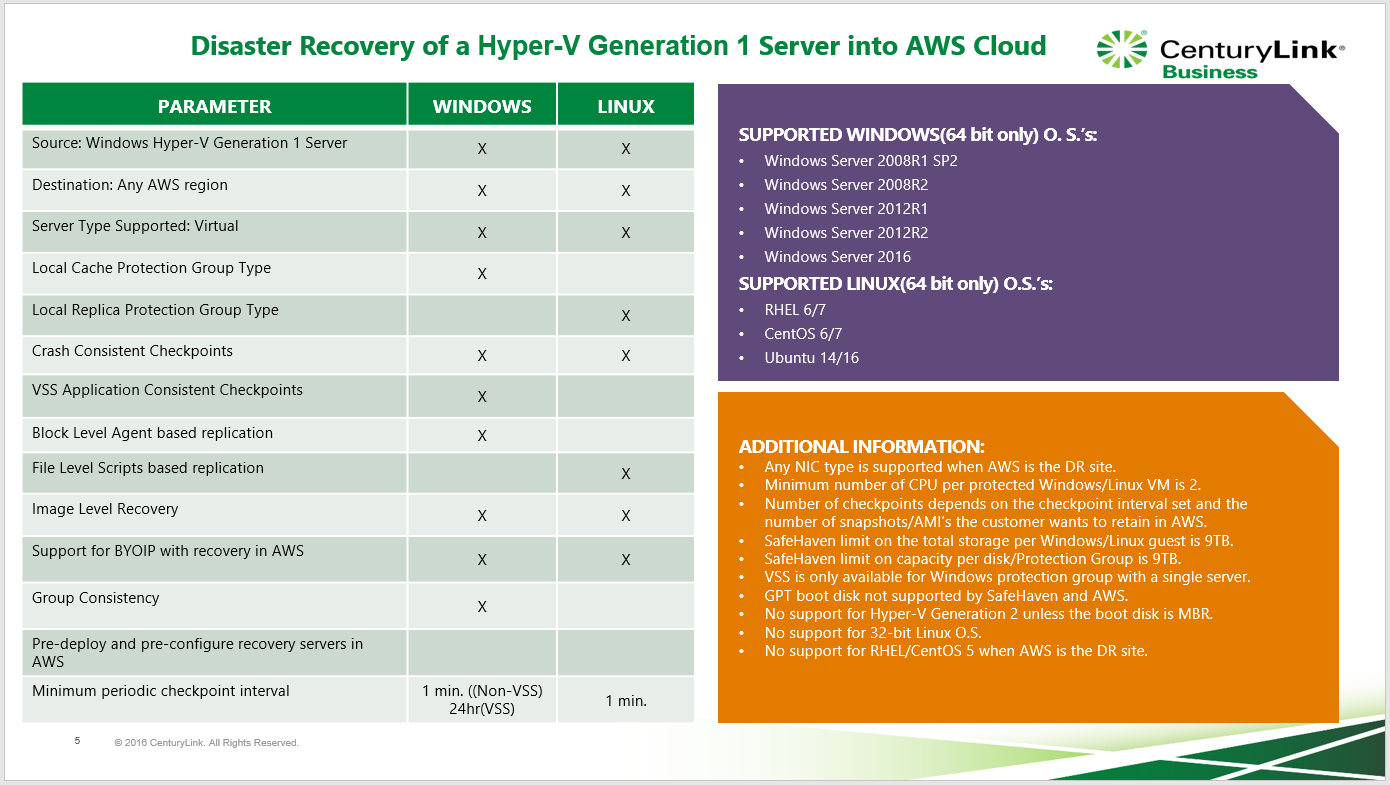 Disaster Recovery of a Hyper-V Generation 1 Server into AWS Cloud
CenturyLink®
Business
PARAMETER WINDOWS LINUX
Source: Windows Hyper-V Generation 1 Server X X
Destination: Any AWS region X X
Server Type Supported: Virtual X X
Local Cache Protection Group Type X
Local Replica Protection Group Type X
Crash Consistent Checkpoints X X
VSS Application Consistent Checkpoints X
Block Level Agent based replication X
File Level Scripts based replication X
Image Level Recovery X X
Support for BYOIP with recovery in AWS X X
Group Consistency X
Pre-deploy and pre-configure recovery servers in
AWS
Minimum periodic checkpoint interval 1 min. ((Non-VSS) 1 min.
24hr(VSS)
SUPPORTED WINDOWS(64 bit only) O. S.’s:
• Windows Server 2008R1 SP2
• Windows Server 2008R2
• Windows Server 2012R1
• Windows Server 2012R2
• Windows Server 2016
SUPPORTED LINUX(64 bit only) O.S.’s:
• RHEL 6/7
• CentOS 6/7
• Ubuntu 14/16
ADDITIONAL INFORMATION:
• Any NIC type is supported when AWS is the DR site.
• Minimum number of CPU per protected Windows/Linux VM is 2.
• Number of checkpoints depends on the checkpoint interval set and the
number of snapshots/AMI’s the customer wants to retain in AWS.
• SafeHaven limit on the total storage per Windows/Linux guest is 9TB.
• SafeHaven limit on capacity per disk/Protection Group is 9TB.
• VSS is only available for Windows protection group with a single server.
• GPT boot disk not supported by SafeHaven and AWS.
• No support for Hyper-V Generation 2 unless the boot disk is MBR.
• No support for 32-bit Linux O.S.
• No support for RHEL/CentOS 5 when AWS is the DR site.
5 © 2016 CenturyLink. All Rights Reserved.